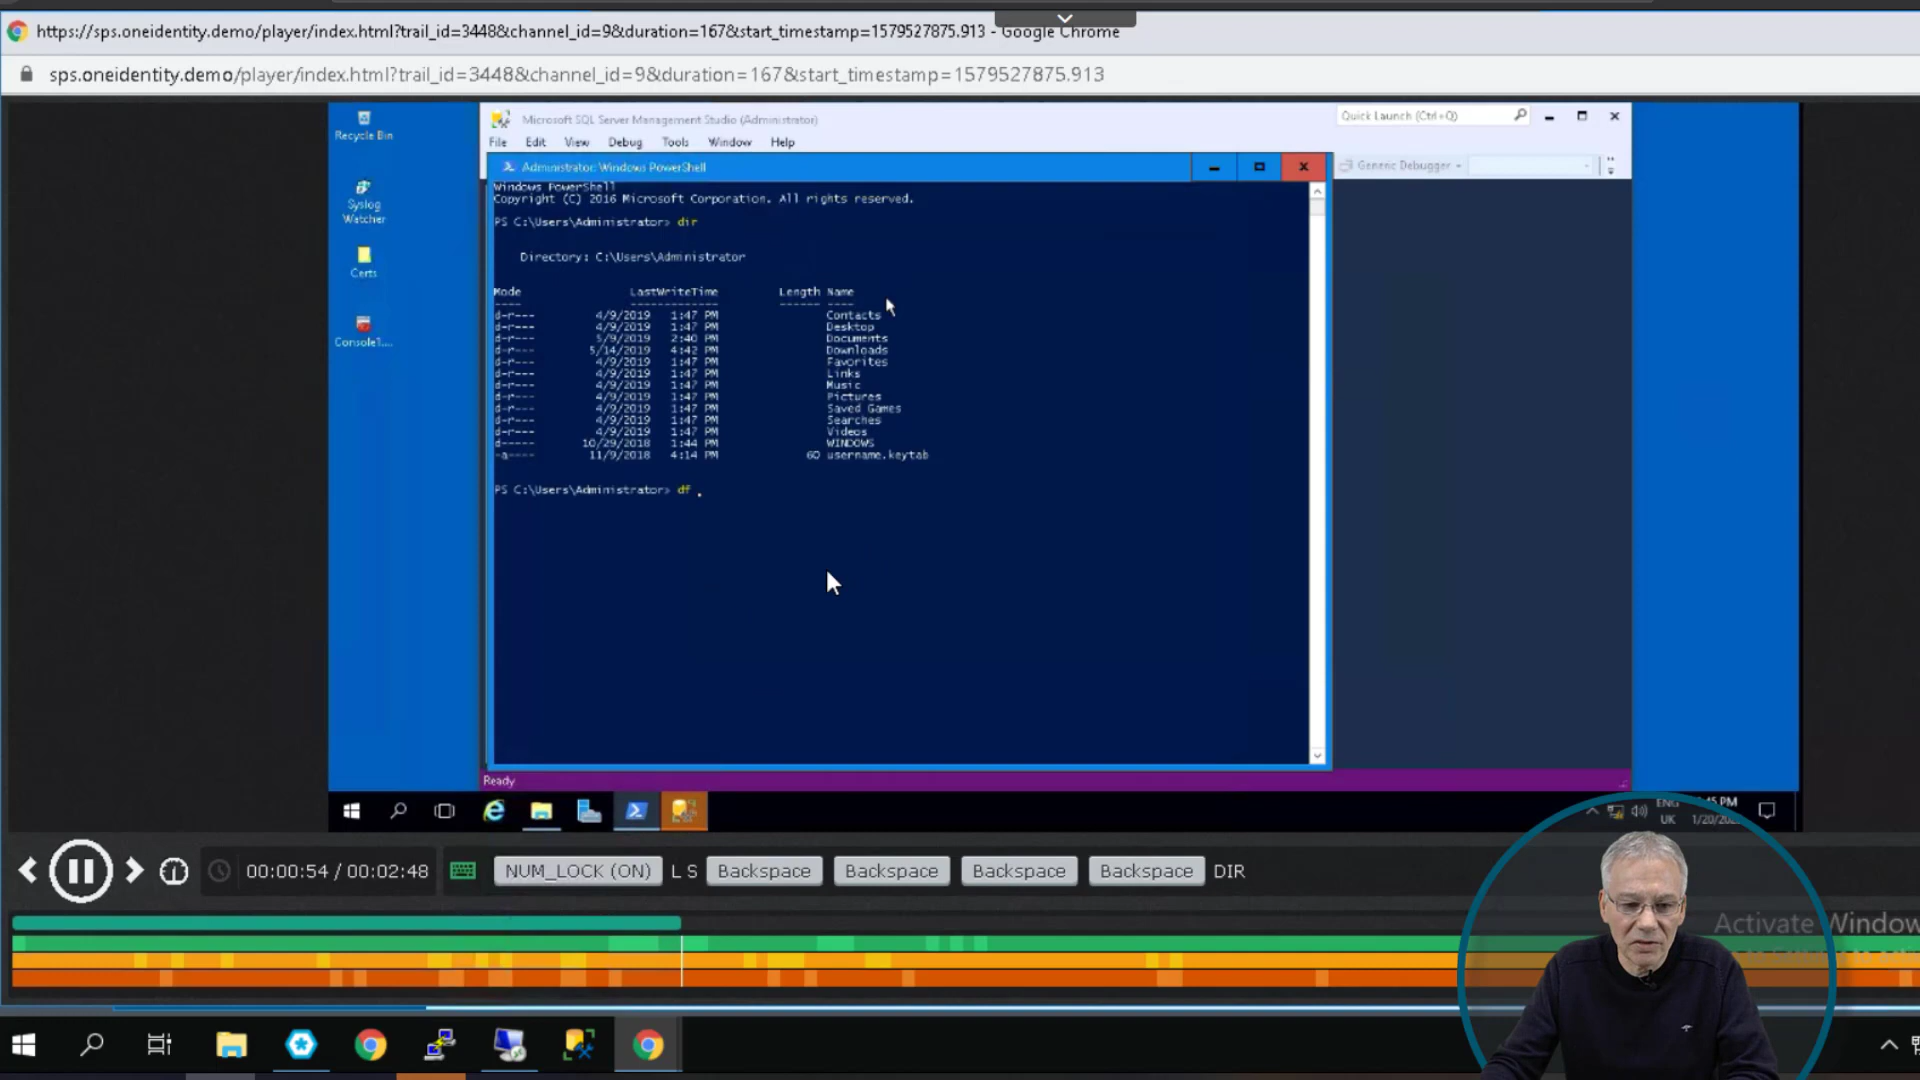 https://sps.oneidentity.demo/player/index.html?trail_id=3448&channel_id=9&duration=167&start_timestamp=1579527875.913 - Google Chrome
sps.oneidentity.demo/player/index.html?trail_id=3448&channel_id=9&duration=167&start_timestamp=1579527875.913
Recycle Bin
Syslog
Watcher
Certs
Console1....
Microsoft SQL Server Management Studio (Administrator)
Quick Launch (Ctrl+Q)
File Edit View Debug Tools Window Help
Generic Debugger
Administrator: Windows PowerShell
Windows PowerShell
Copyright (C) 2016 Microsoft Corporation. All rights reserved.
PS C:\Users\Administrator> dir
Directory: C:\Users\Administrator
Mode LastWriteTime Length Name
---- ------------- ------ ----
d-r--- 4/9/2019 1:47 PM Contacts
d-r--- 4/9/2019 1:47 PM Desktop
d-r--- 5/9/2019 2:40 PM Documents
d-r--- 5/14/2019 4:42 PM Downloads
d-r--- 4/9/2019 1:47 PM Favorites
d-r--- 4/9/2019 1:47 PM Links
d-r--- 4/9/2019 1:47 PM Music
d-r--- 4/9/2019 1:47 PM Pictures
d-r--- 4/9/2019 1:47 PM Saved Games
d-r--- 4/9/2019 1:47 PM Searches
d-r--- 4/9/2019 1:47 PM Videos
d----- 10/29/2018 1:44 PM WINDOWS
-a---- 11/9/2018 4:14 PM 60 username.keytab
PS C:\Users\Administrator> df .
Ready
ENG
UK
:45 PM
1/20/20
00:00:54 / 00:02:48 NUM_LOCK (ON) L S Backspace Backspace Backspace Backspace DIR
Activate Window